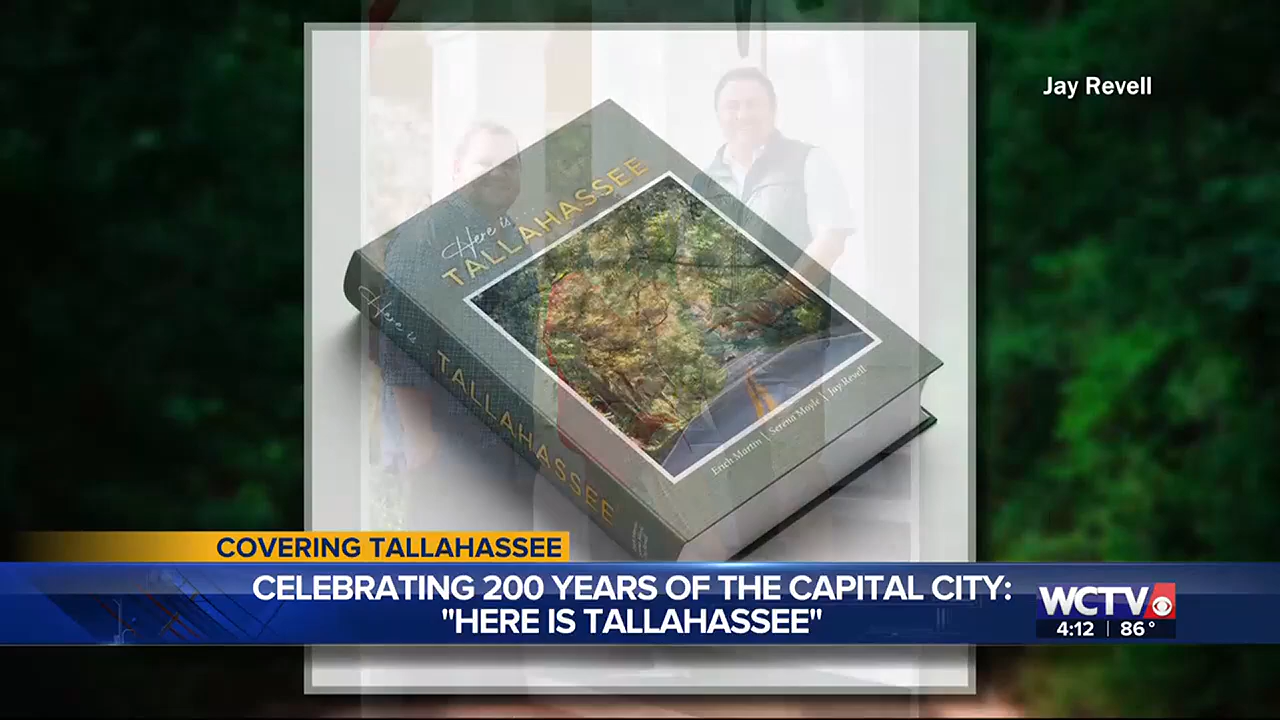 Jay Revell
Here is
TALLAHASSEE
Here is
TALLAHASSEE
Erich Martin | Serena Moyle | Jay Revell
COVERING TALLAHASSEE
CELEBRATING 200 YEARS OF THE CAPITAL CITY:
"HERE IS TALLAHASSEE"
WCTV
4:12 | 86°